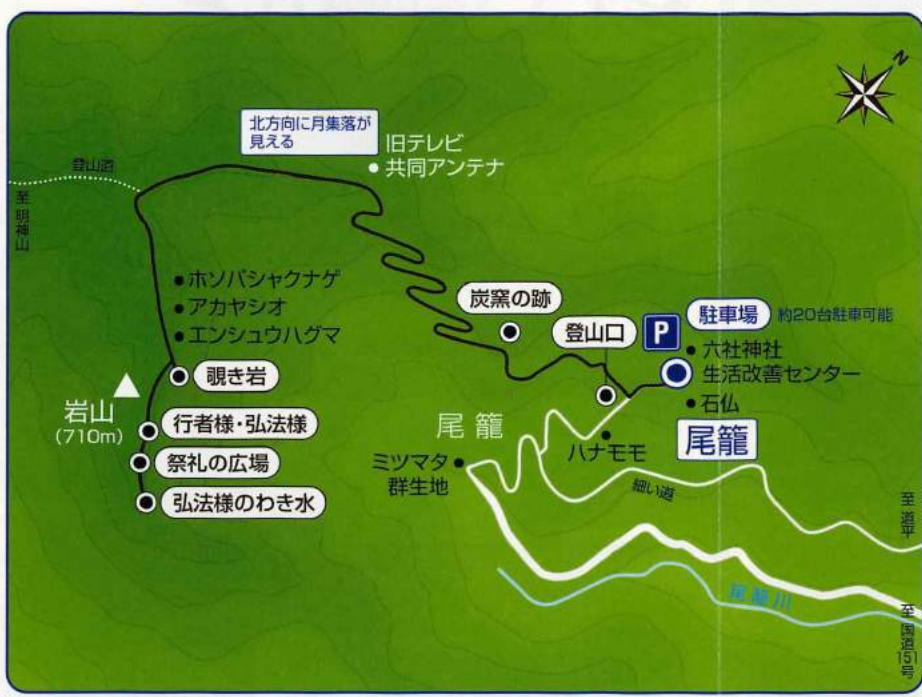 N
北方向に月集落が
見える
旧テレビ
共同アンテナ
登山道
至 明神山
ホソバシャクナゲ
アカヤシオ
エンシュウハグマ
炭窯の跡
登山口
P
駐車場
約20台駐車可能
六社神社
生活改善センター
石仏
尾籠
覗き岩
岩山
(710m)
行者様・弘法様
祭礼の広場
弘法様のわき水
尾籠
ミツマタ
群生地
ハナモモ
細い道
至 道平
尾籠川
至 国道151号